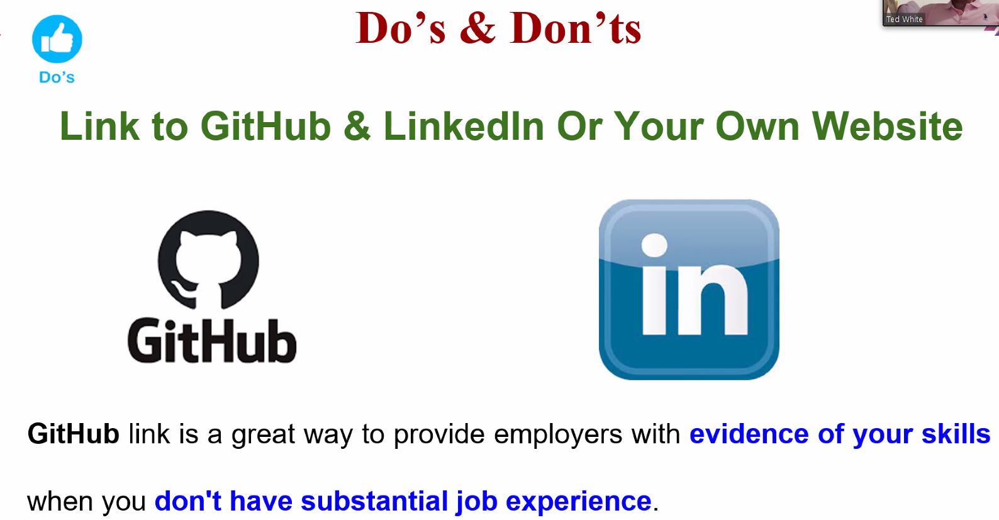 Do’s & Don’ts
Ted White
Do’s
Link to GitHub & LinkedIn Or Your Own Website
GitHub
in
GitHub link is a great way to provide employers with evidence of your skills
when you don't have substantial job experience.